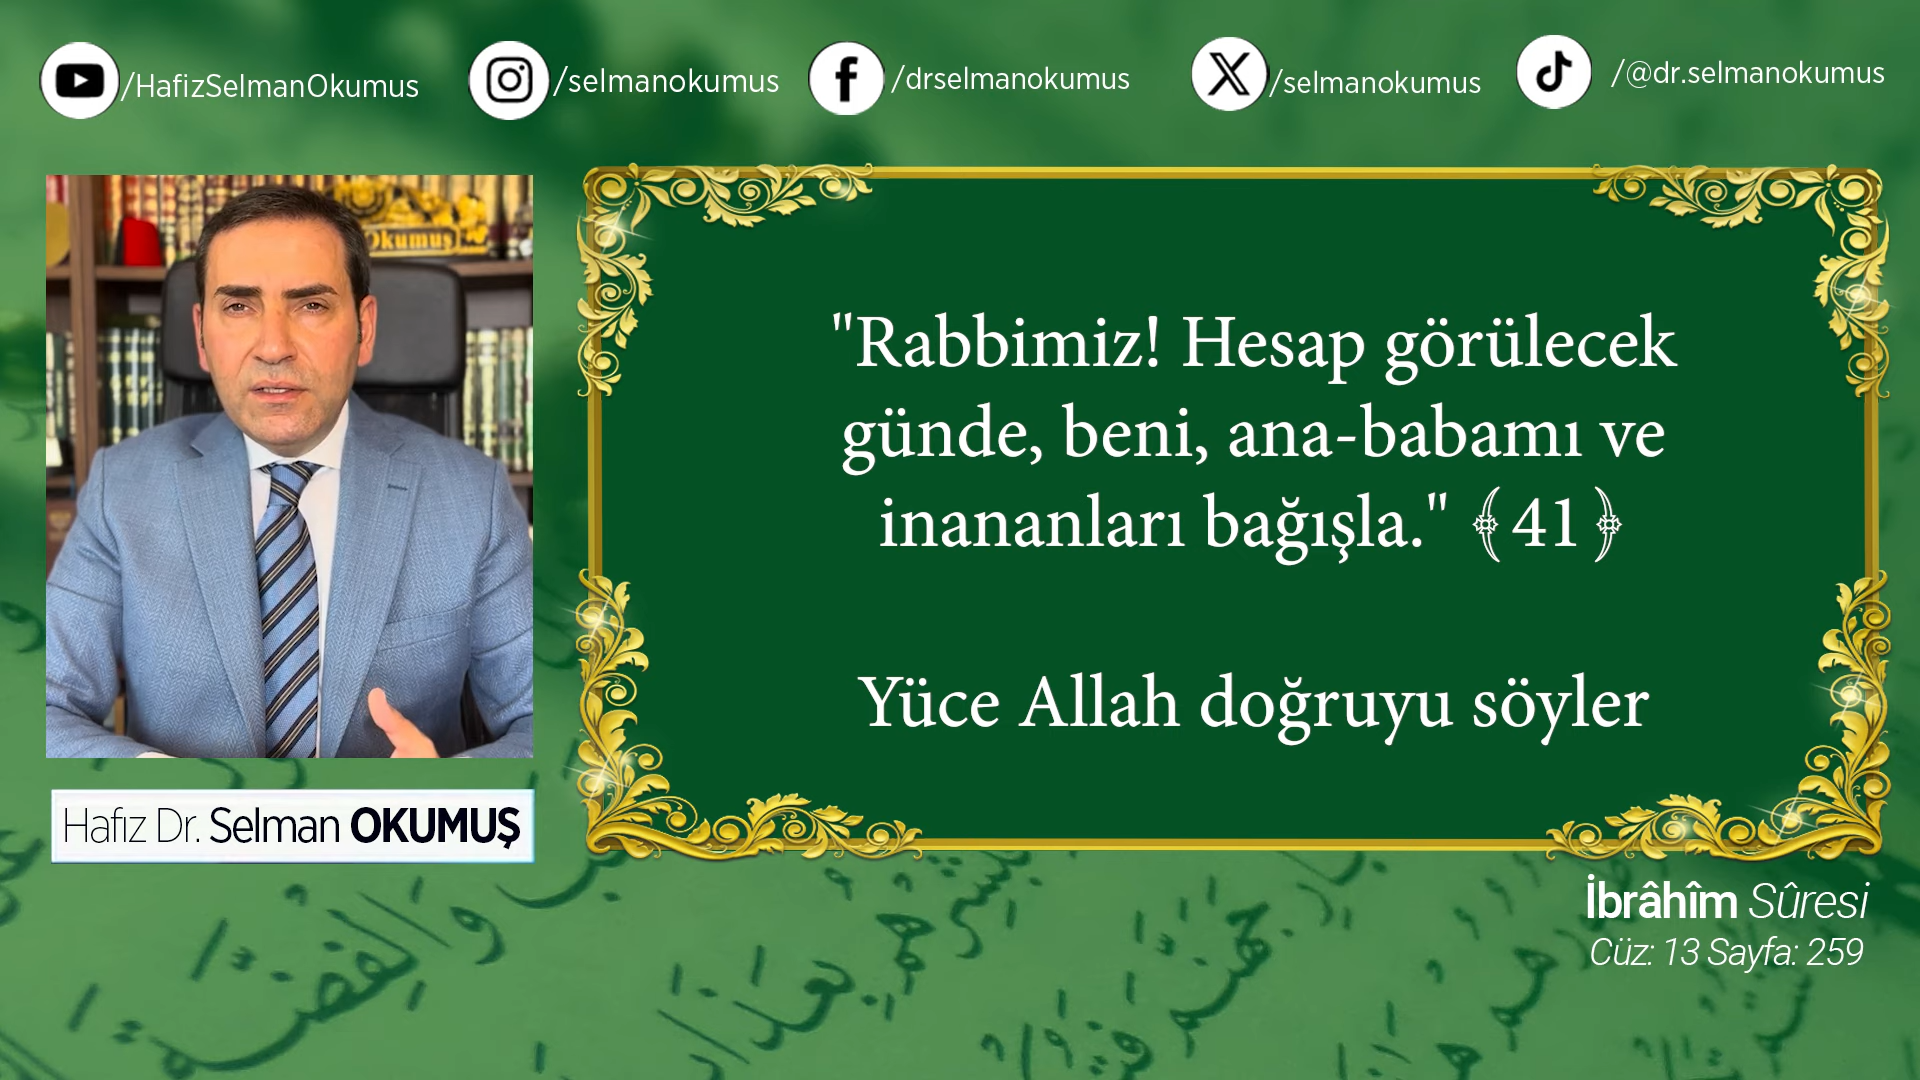 /HafizSelmanOkumus
/selmanokumus
/drselmanokumus
/selmanokumus
/@dr.selmanokumus
Okumuş
"Rabbimiz! Hesap görülecek
günde, beni, ana-babamı ve
inananları bağışla." ﴾ 41 ﴿
Yüce Allah doğruyu söyler
Hafız Dr. Selman OKUMUŞ
İbrâhîm Sûresi
Cüz: 13 Sayfa: 259